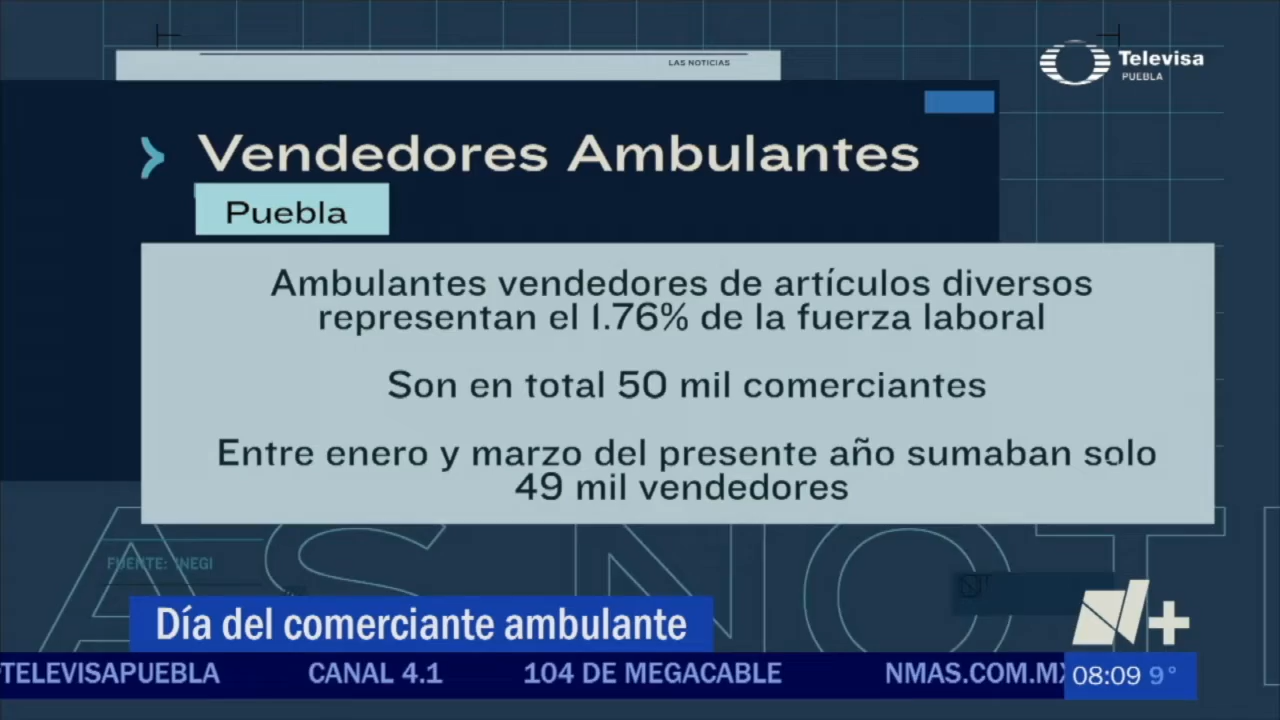 LAS NOTICIAS
Televisa
PUEBLA
Vendedores Ambulantes
Puebla
Ambulantes vendedores de artículos diversos
representan el 1.76% de la fuerza laboral
Son en total 50 mil comerciantes
Entre enero y marzo del presente año sumaban solo
49 mil vendedores
AS NOT
FUENTE: INEGI
Día del comerciante ambulante
N+
TELEVISAPUEBLA CANAL 4.1 104 DE MEGACABLE NMAS.COM.MX
08:09 9°